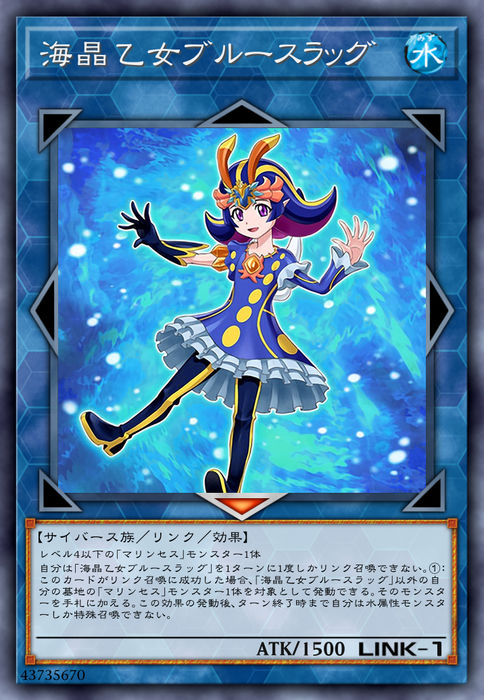 海晶乙女ブルースラッグ
みず
水
【サイバース族／リンク／効果】
レベル4以下の「マリンセス」モンスター1体
自分は「海晶乙女ブルースラッグ」を1ターンに1度しかリンク召喚できない。①：
このカードがリンク召喚に成功した場合、「海晶乙女ブルースラッグ」以外の自
分の墓地の「マリンセス」モンスター1体を対象として発動できる。そのモンス
ターを手札に加える。この効果の発動後、ターン終了時まで自分は水属性モンス
ターしか特殊召喚できない。
ATK/1500 LINK-1
43735670